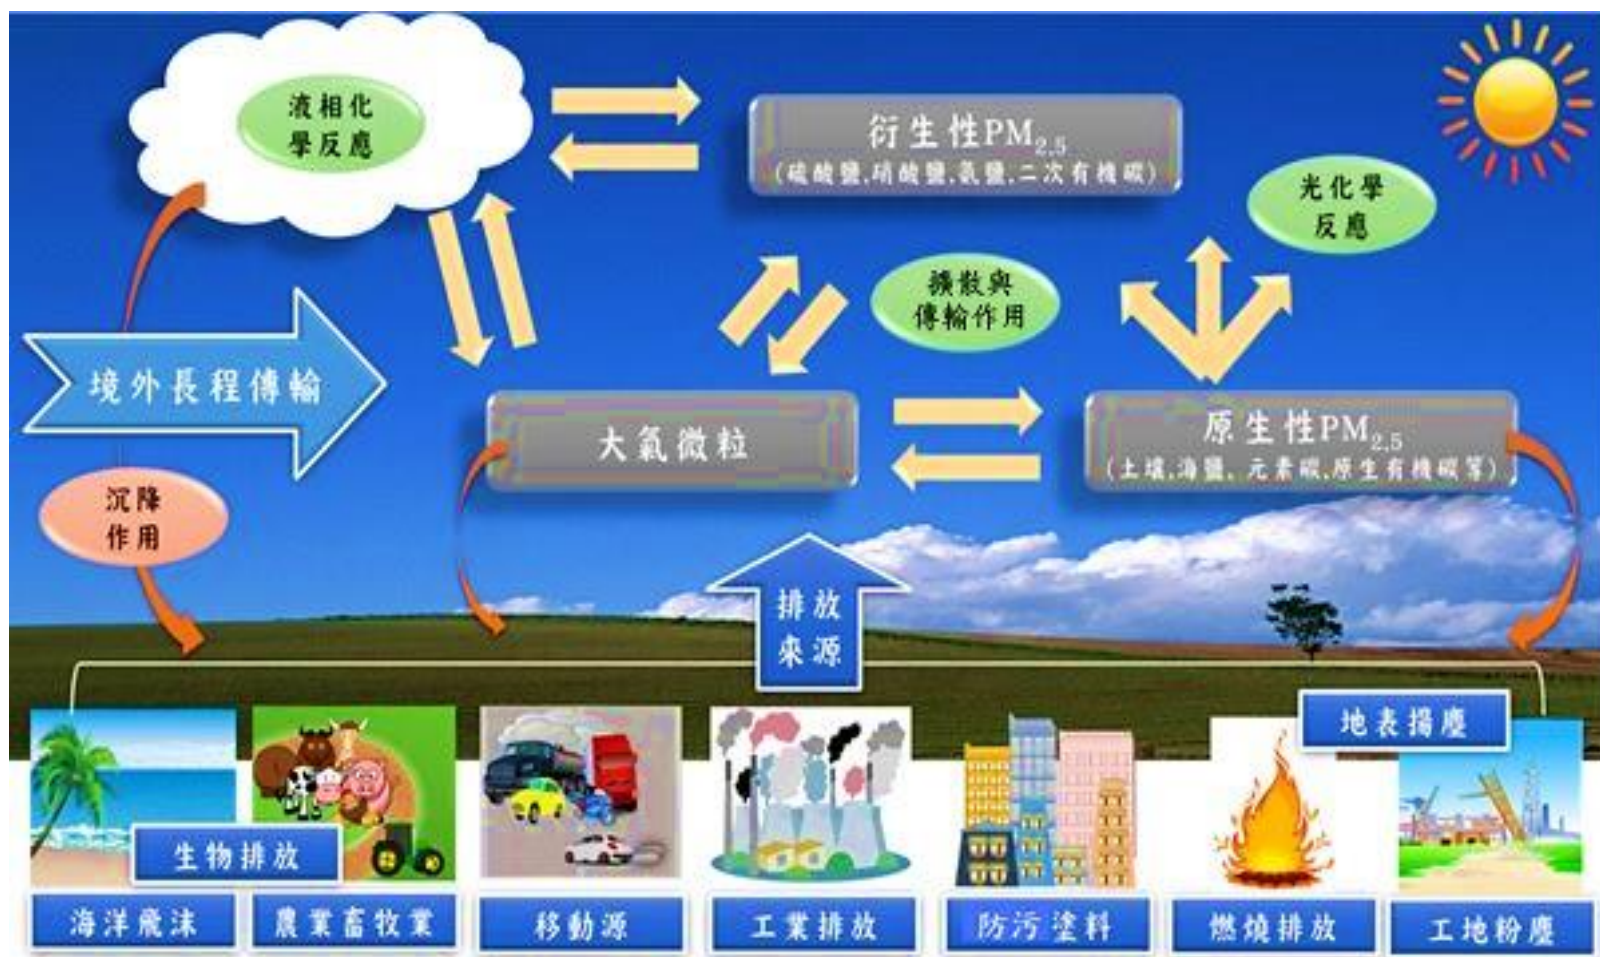 液相化
學反應
衍生性PM2.5
(硫酸鹽.硝酸鹽.氨鹽.二次有機碳)
光化學
反應
擴散與
傳輸作用
境外長程傳輸
大氣微粒
原生性PM2.5
(土壤.海鹽. 元素碳.原生有機碳等)
沉降
作用
排放
來源
地表揚塵
生物排放
海洋飛沫
農業畜牧業
移動源
工業排放
防污塗料
燃燒排放
工地粉塵